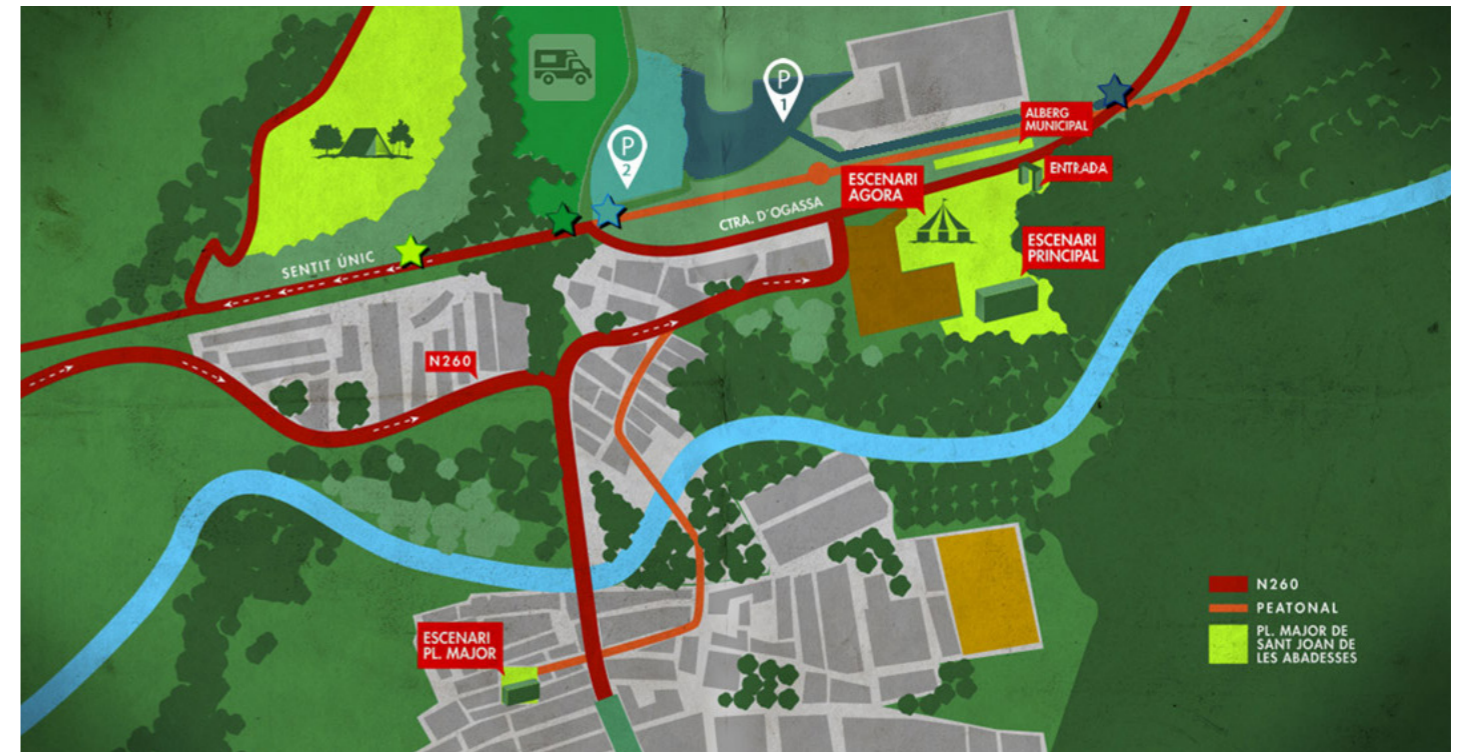 P
1
P
2
ALBERG
MUNICIPAL
ENTRADA
ESCENARI
AGORA
CTRA. D'OGASSA
ESCENARI
PRINCIPAL
SENTIT ÚNIC
N260
ESCENARI
PL. MAJOR
N260
PEATONAL
PL. MAJOR DE
SANT JOAN DE
LES ABADESSES